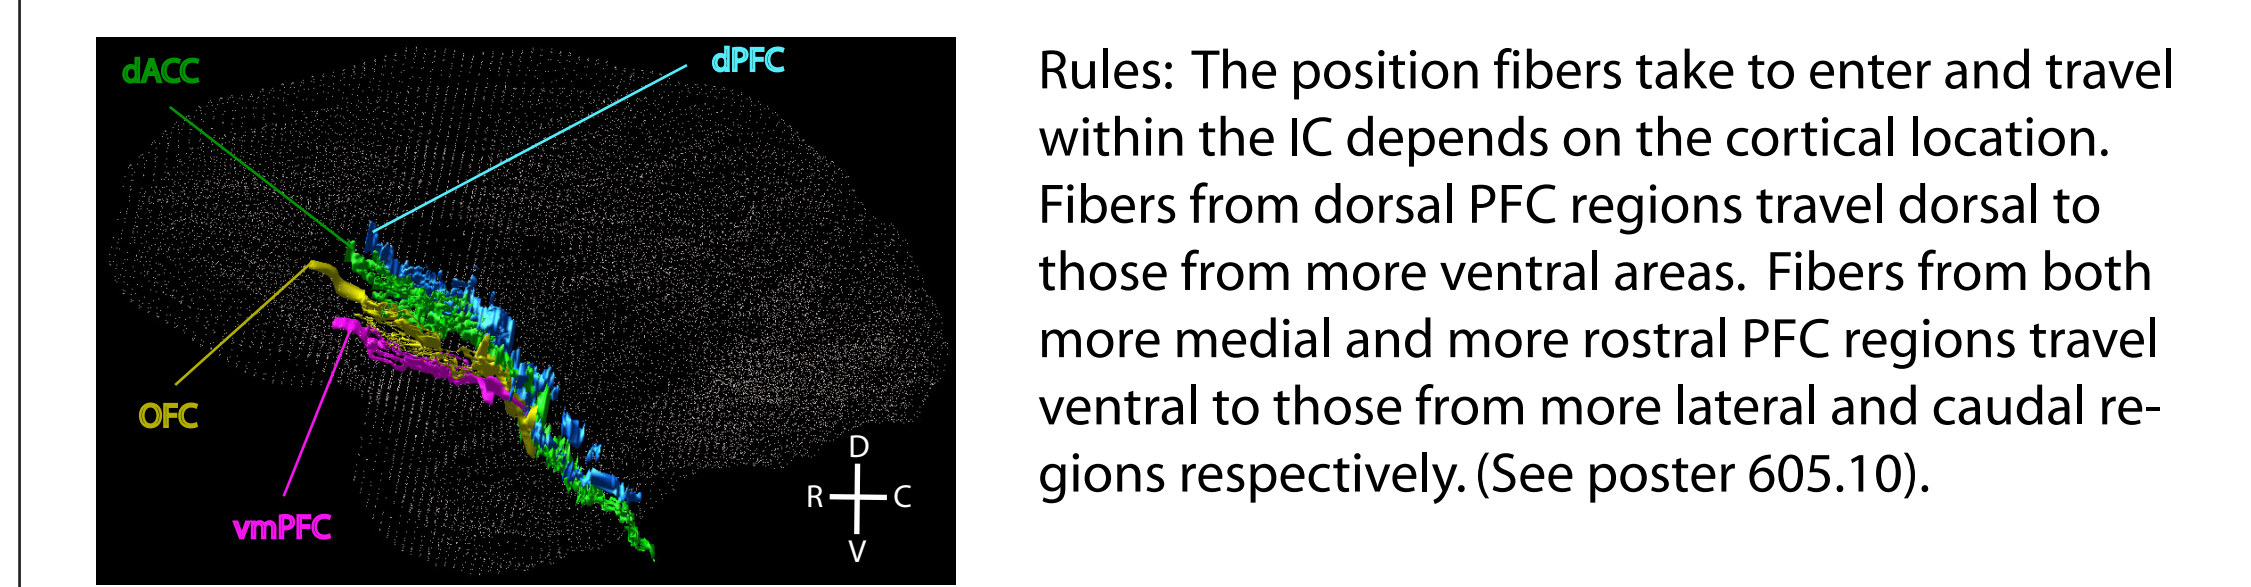 dACC
dPFC
OFC
vmPFC
D
R C
V
Rules: The position fibers take to enter and travel
within the IC depends on the cortical location.
Fibers from dorsal PFC regions travel dorsal to
those from more ventral areas. Fibers from both
more medial and more rostral PFC regions travel
ventral to those from more lateral and caudal re-
gions respectively. (See poster 605.10).